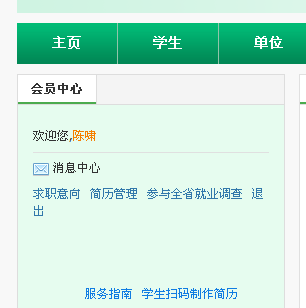 主页 学生 单位
会员中心
欢迎您,陈啸
消息中心
求职意向 简历管理 参与全省就业调查 退
出
服务指南 学生扫码制作简历